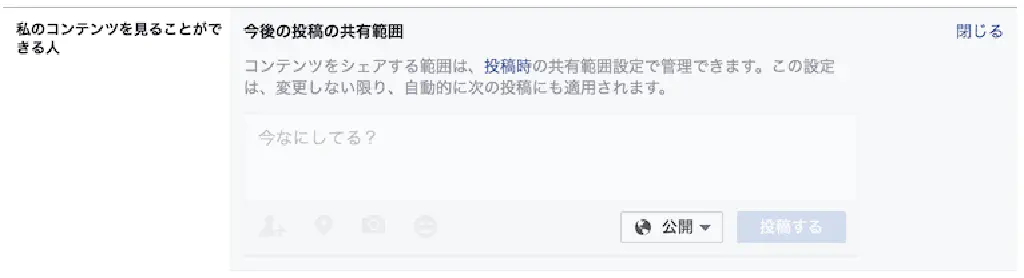 私のコンテンツを見ることがで
きる人
今後の投稿の共有範囲
閉じる
コンテンツをシェアする範囲は、投稿時の共有範囲設定で管理できます。この設定
は、変更しない限り、自動的に次の投稿にも適用されます。
今なにしてる？
公開
投稿する